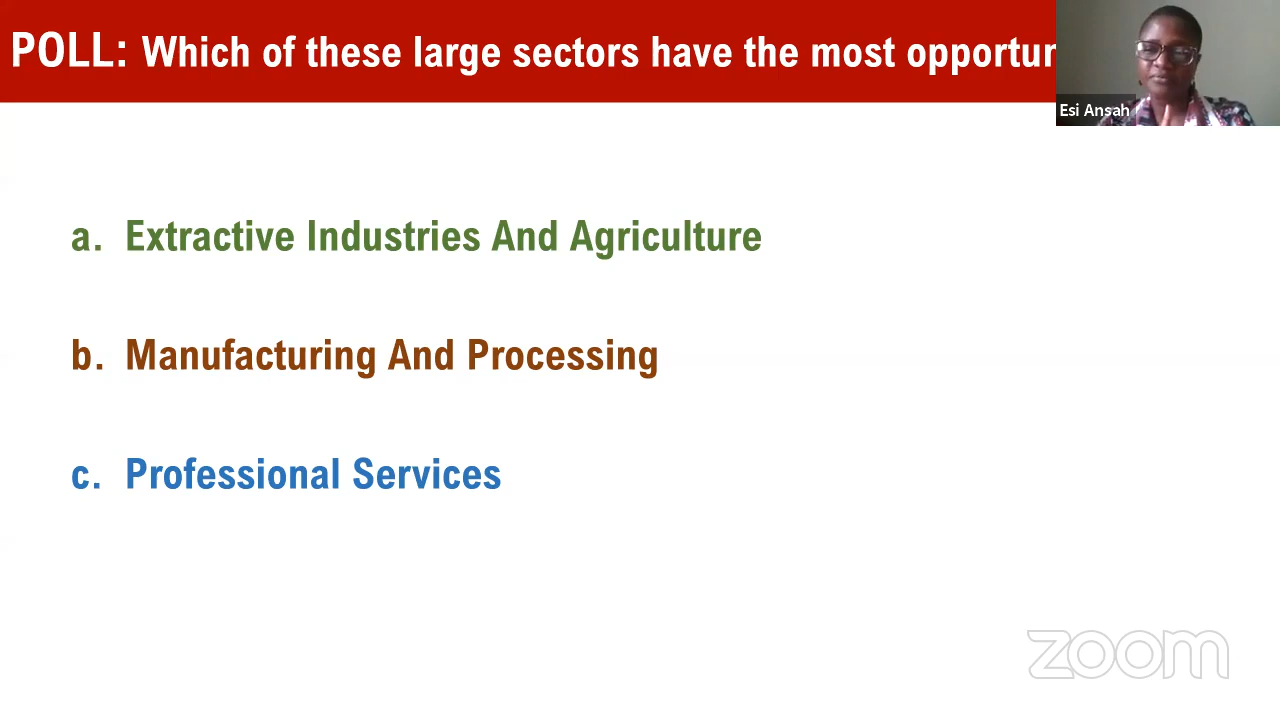 POLL: Which of these large sectors have the most opportun
Esi Ansah
a. Extractive Industries And Agriculture
b. Manufacturing And Processing
c. Professional Services
zoom